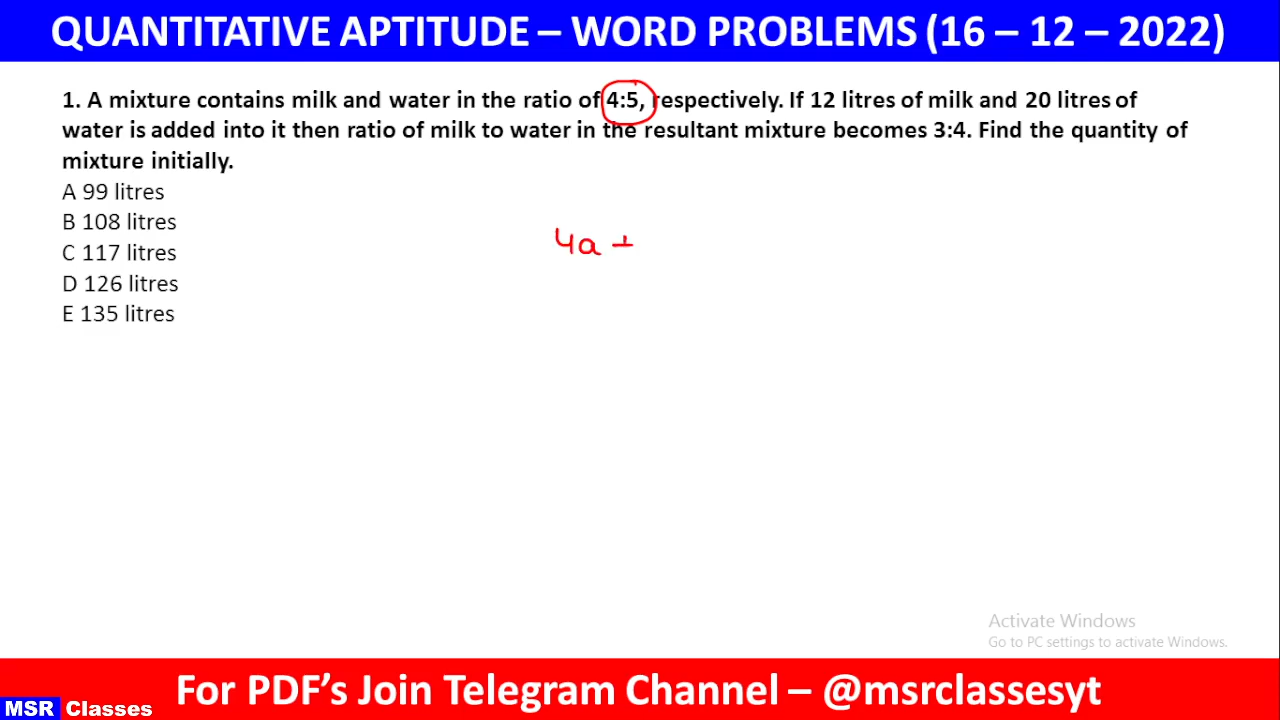 QUANTITATIVE APTITUDE – WORD PROBLEMS (16 – 12 – 2022)
1. A mixture contains milk and water in the ratio of 4:5, respectively. If 12 litres of milk and 20 litres of
water is added into it then ratio of milk to water in the resultant mixture becomes 3:4. Find the quantity of
mixture initially.
A 99 litres
B 108 litres
C 117 litres
D 126 litres
E 135 litres
4a +
Activate Windows
Go to PC settings to activate Windows.
For PDF’s Join Telegram Channel – @msrclassesyt
MSR Classes